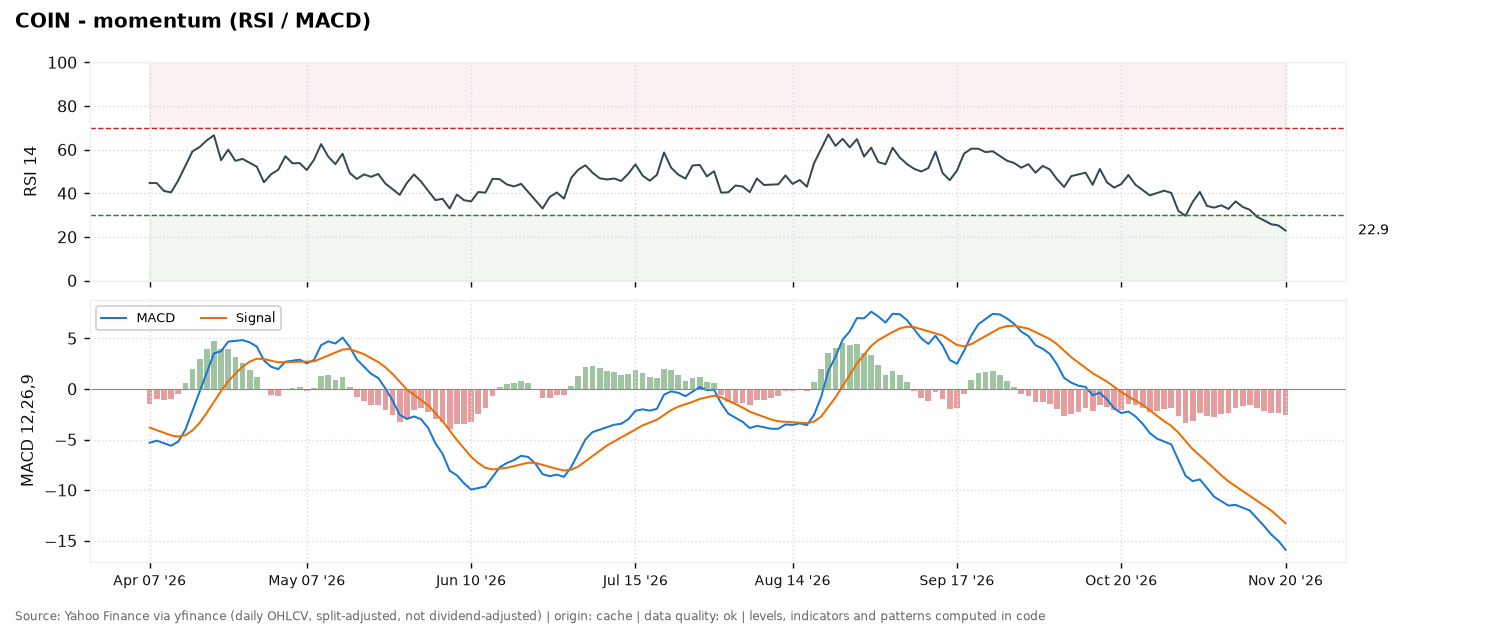 COIN - momentum (RSI / MACD)
100
80
60
40
20
0
RSI 14
22.9
MACD
Signal
5
0
−5
−10
−15
MACD 12,26,9
Apr 07 '26
May 07 '26
Jun 10 '26
Jul 15 '26
Aug 14 '26
Sep 17 '26
Oct 20 '26
Nov 20 '26
Source: Yahoo Finance via yfinance (daily OHLCV, split-adjusted, not dividend-adjusted) | origin: cache | data quality: ok | levels, indicators and patterns computed in code